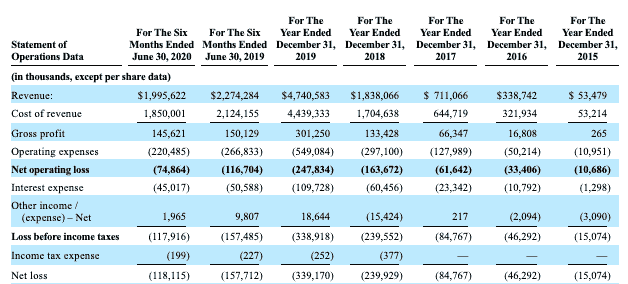 For The Six Months Ended June 30, 2020 For The Six Months Ended June 30, 2019 For The Year Ended December 31, 2019 For The Year Ended December 31, 2018 For The Year Ended December 31, 2017 For The Year Ended December 31, 2016 For The Year Ended December 31, 2015
Statement of
Operations Data
(in thousands, except per share data)
Revenue: $1,995,622 $2,274,284 $4,740,583 $1,838,066 $ 711,066 $338,742 $ 53,479
Cost of revenue 1,850,001 2,124,155 4,439,333 1,704,638 644,719 321,934 53,214
Gross profit 145,621 150,129 301,250 133,428 66,347 16,808 265
Operating expenses (220,485) (266,833) (549,084) (297,100) (127,989) (50,214) (10,951)
Net operating loss (74,864) (116,704) (247,834) (163,672) (61,642) (33,406) (10,686)
Interest expense (45,017) (50,588) (109,728) (60,456) (23,342) (10,792) (1,298)
Other income /
(expense) – Net 1,965 9,807 18,644 (15,424) 217 (2,094) (3,090)
Loss before income taxes (117,916) (157,485) (338,918) (239,552) (84,767) (46,292) (15,074)
Income tax expense (199) (227) (252) (377) — — —
Net loss (118,115) (157,712) (339,170) (239,929) (84,767) (46,292) (15,074)